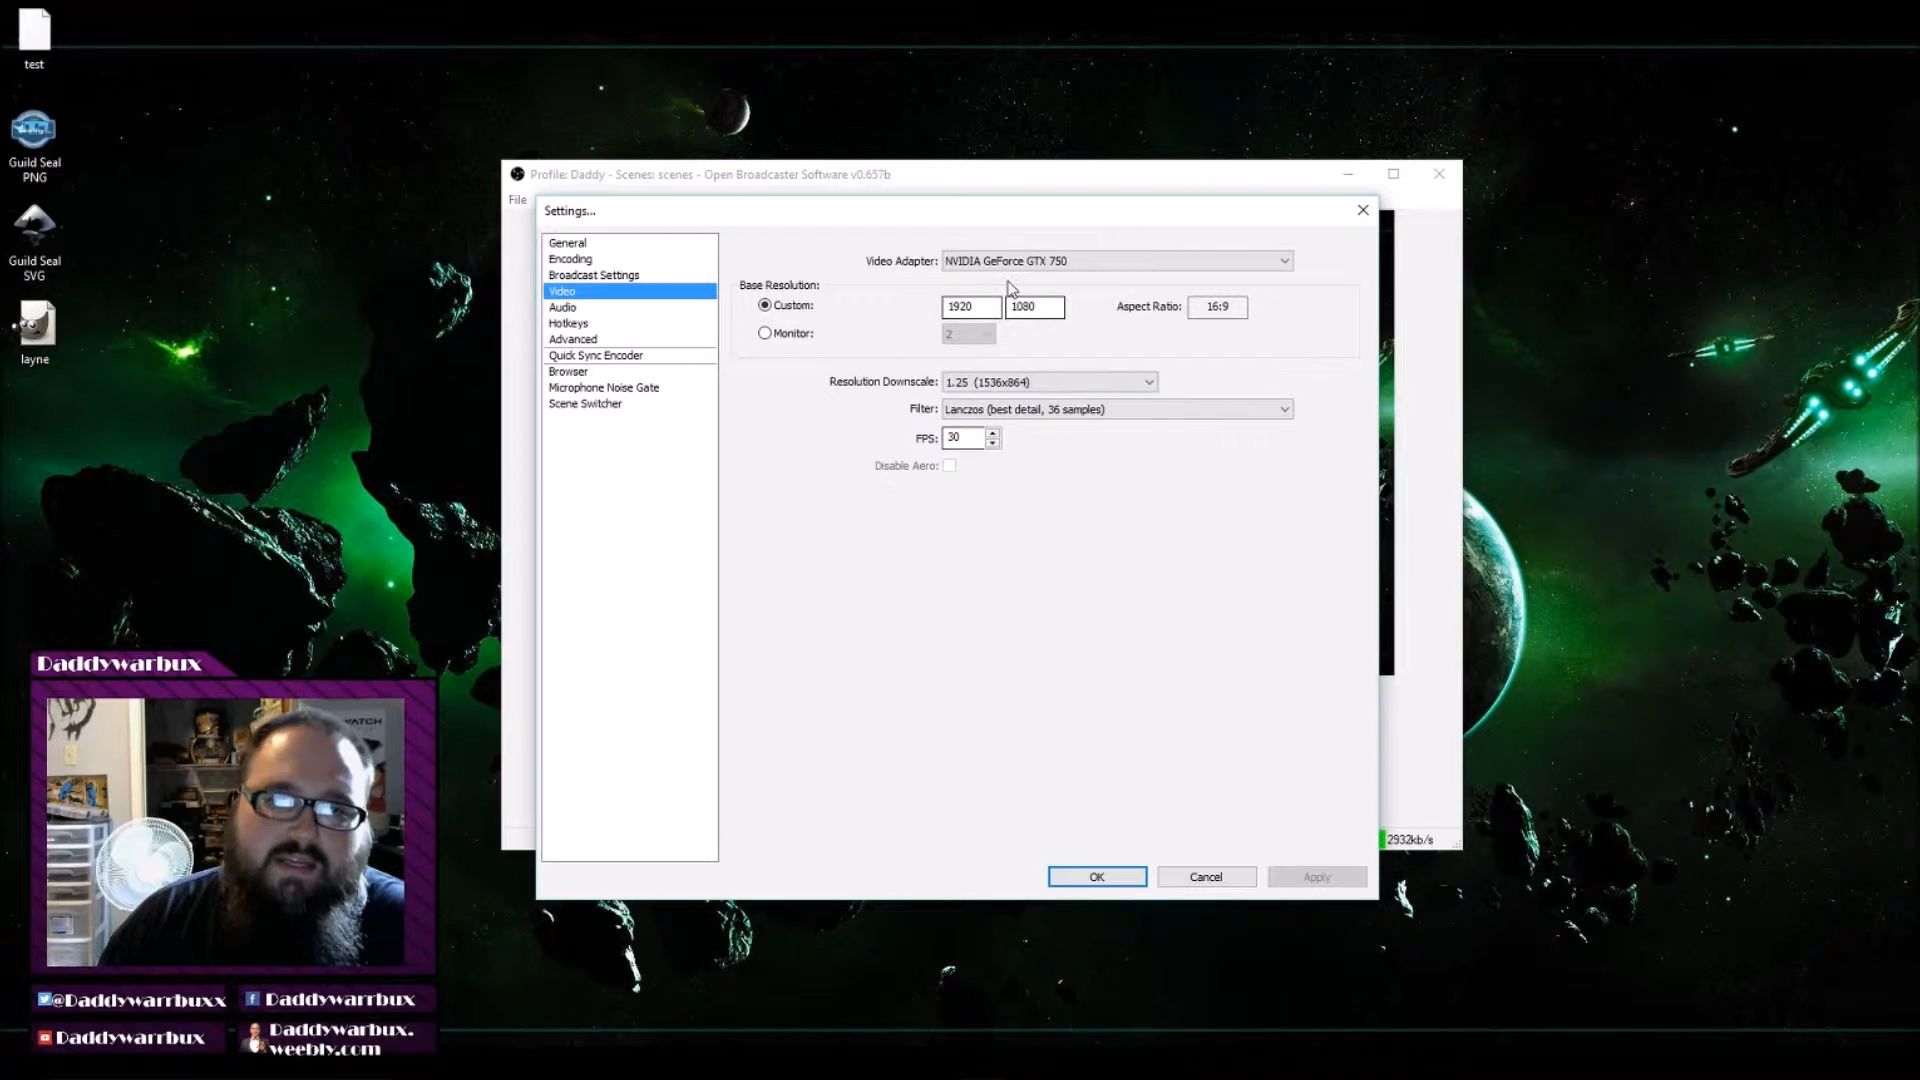 test
Guild Seal
PNG
Guild Seal
SVG
layne
Profile: Daddy - Scenes: scenes - Open Broadcaster Software v0.657b
File
Settings...
General
Encoding
Broadcast Settings
Video
Audio
Hotkeys
Advanced
Quick Sync Encoder
Browser
Microphone Noise Gate
Scene Switcher
Video Adapter: NVIDIA GeForce GTX 750
Base Resolution:
Custom: 1920 1080 Aspect Ratio: 16:9
Monitor: 2
Resolution Downscale: 1.25 (1536x864)
Filter: Lanczos (best detail, 36 samples)
FPS: 30
Disable Aero:
OK Cancel Apply
2932kb/s
Daddywarbux
WATCH
@Daddywarrbuxx
Daddywarrbux
Daddywarrbux
Daddywarbux.
weebly.com